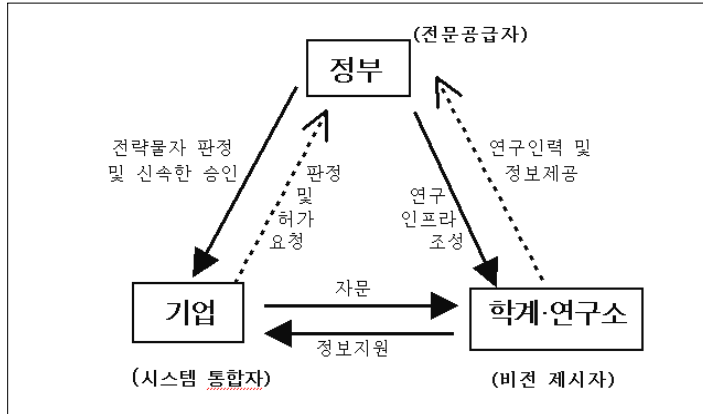 (전문공급자)
정부
전략물자 판정
및 신속한 승인
판정
및
허가
요청
연구
인프라
조성
연구인력 및
정보제공
기업
자문
학계·연구소
정보지원
(시스템 통합자)
(비전 제시자)